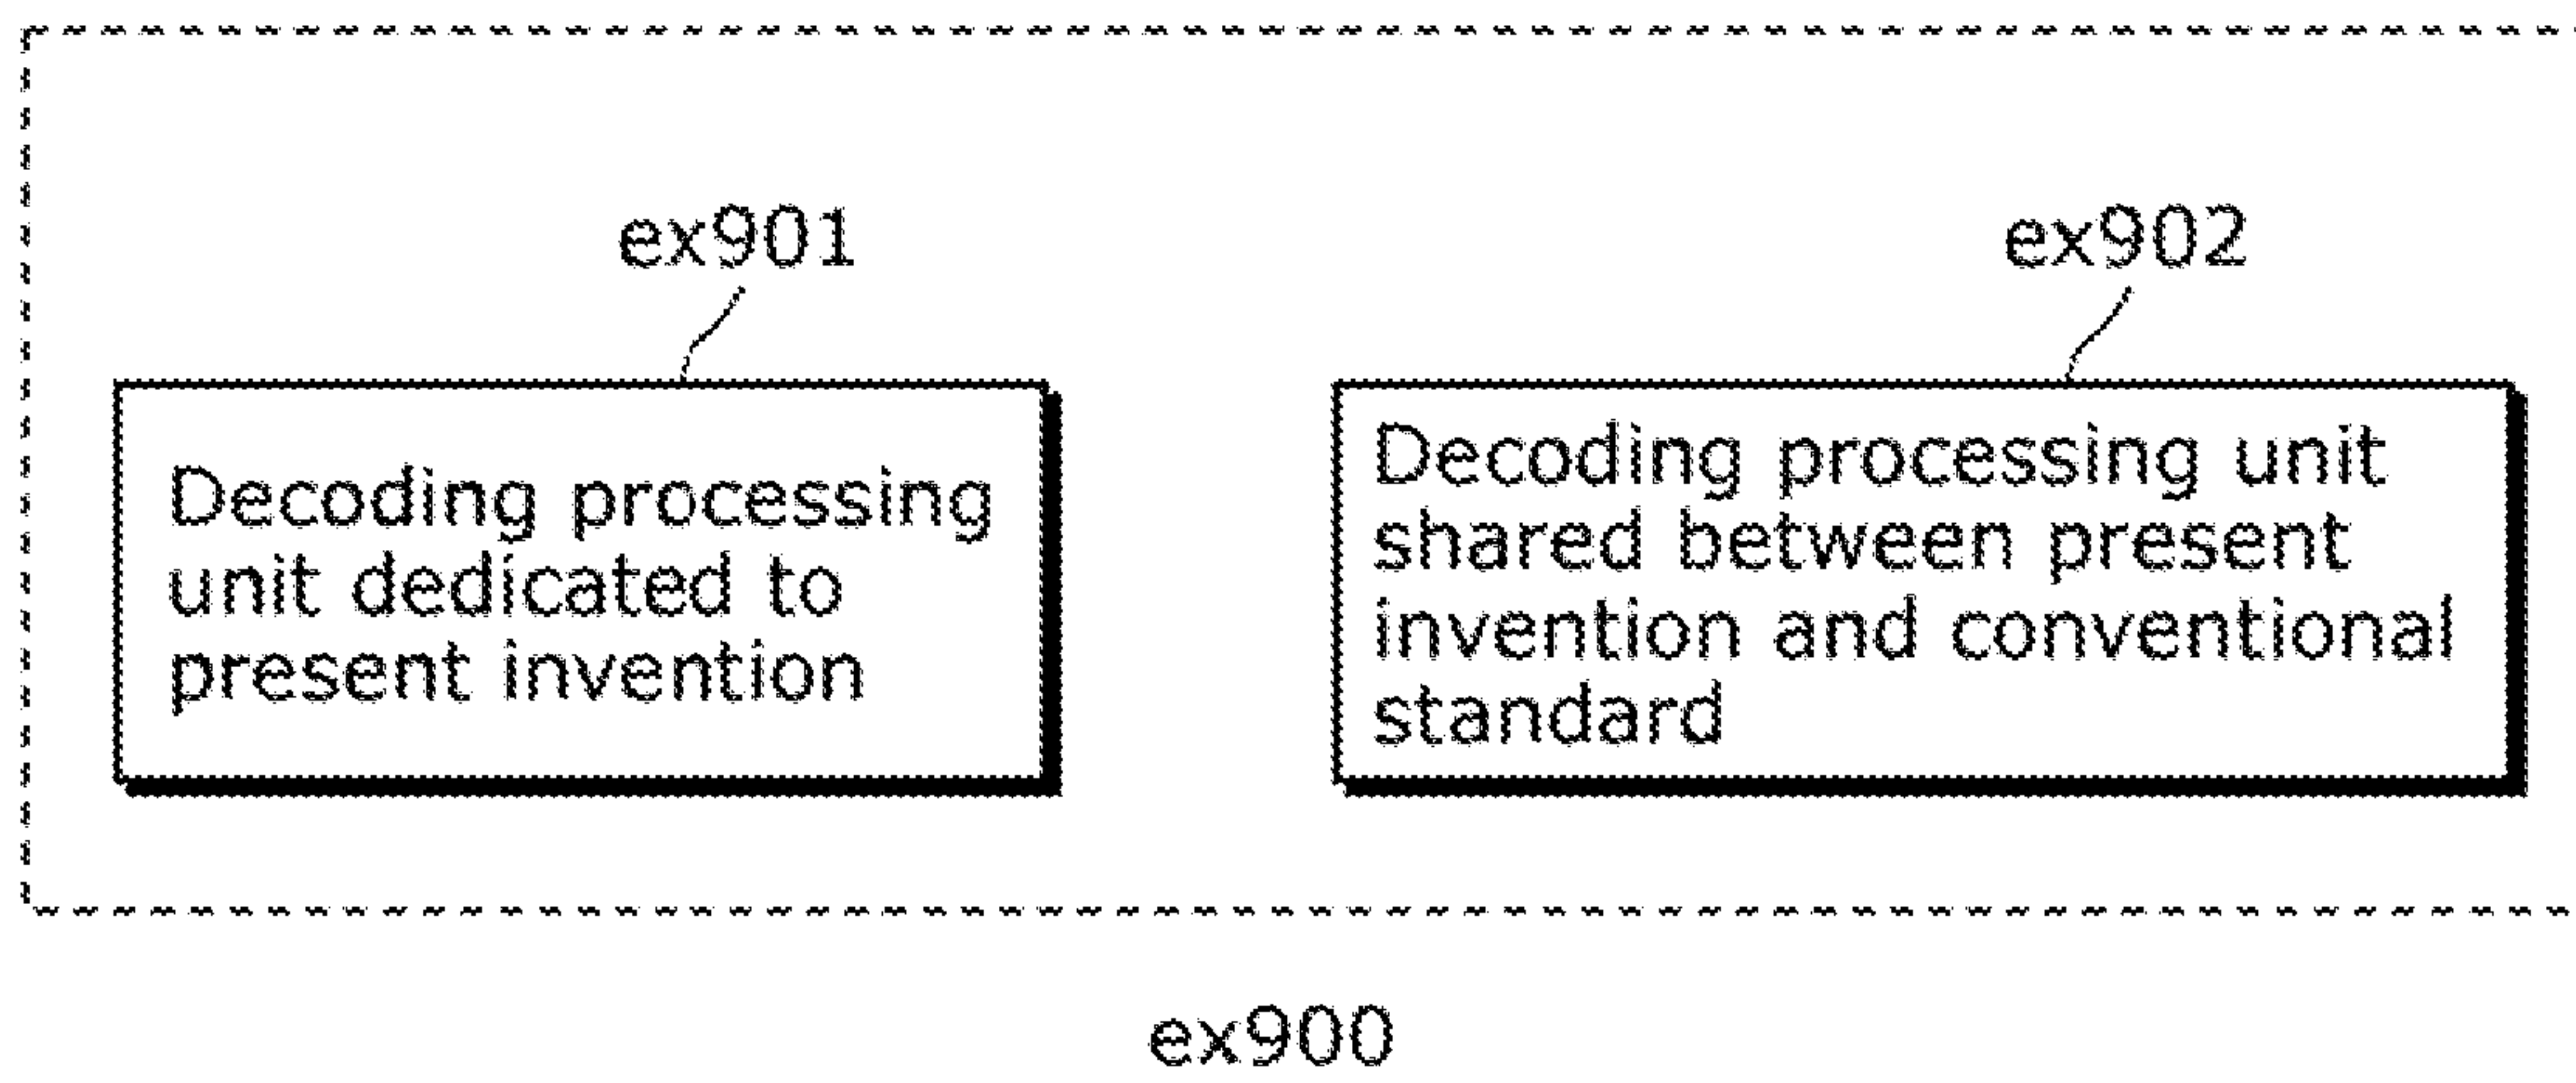 ex901
Decoding processing
unit dedicated to
present invention
ex902
Decoding processing unit
shared between present
invention and conventional
standard
ex900